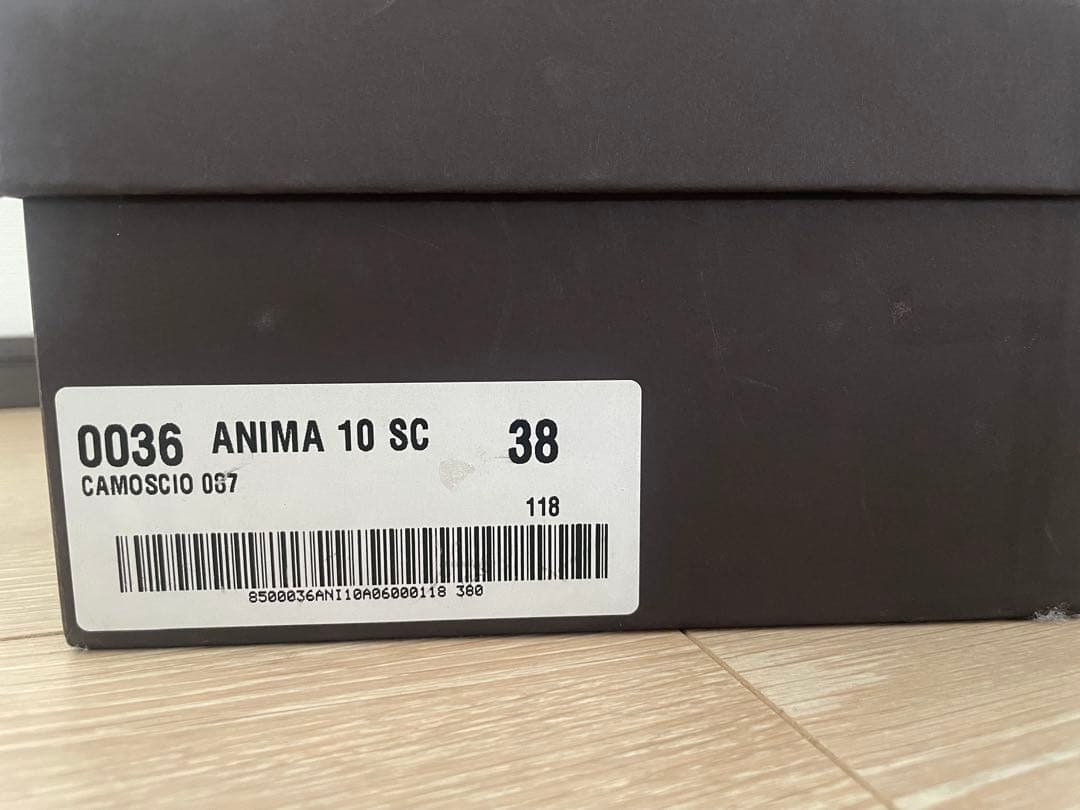 0036 ANIMA 10 SC 38
CAMOSCIO 087
118
8500036ANI10A06000118 380